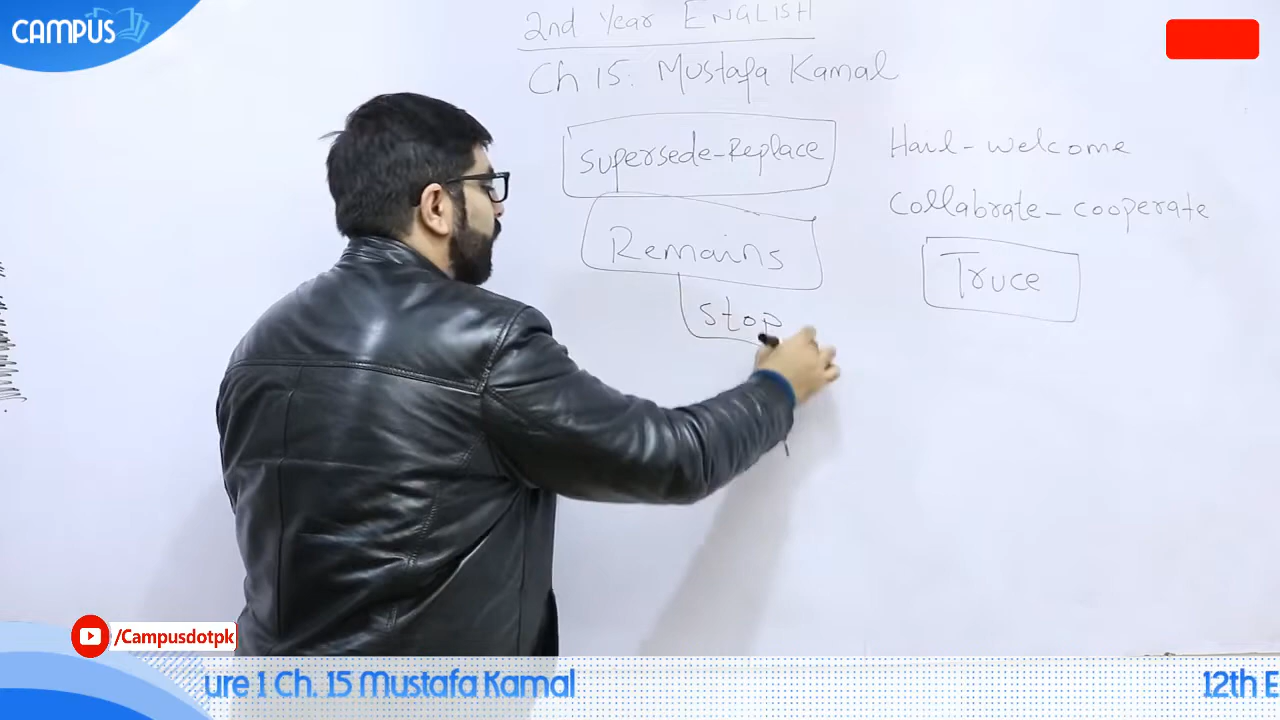 CAMPUS
2nd Year ENGLISH
Ch 15: Mustafa Kamal
Supersede-Replace
Hail-welcome
Collabrate-cooperate
Remains
Truce
Stop
/Campusdotpk
ure 1 Ch. 15 Mustafa Kamal
12th E